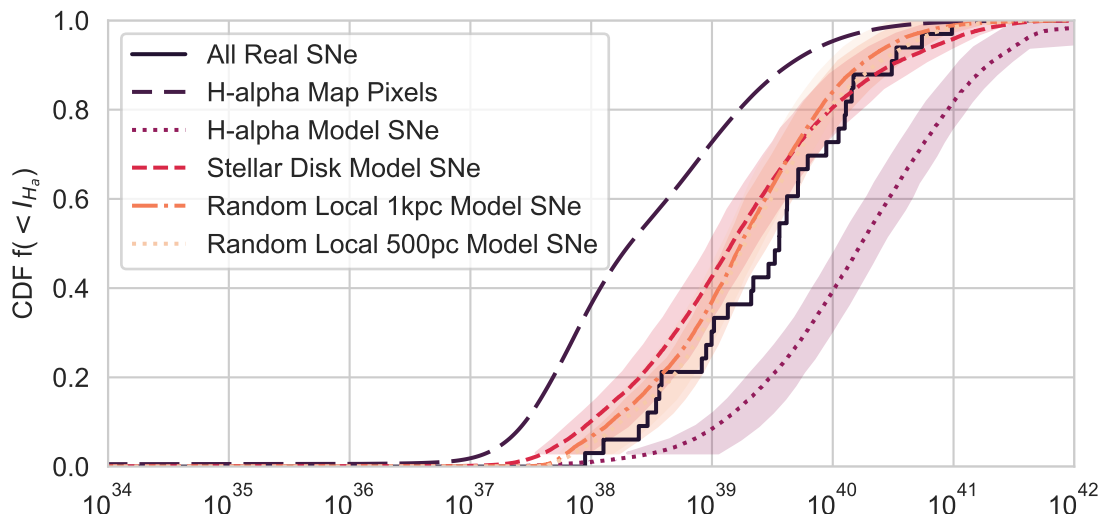 1.0
0.8
0.6
0.4
0.2
0.0
CDF f( < I_{H_a})
All Real SNe
H-alpha Map Pixels
H-alpha Model SNe
Stellar Disk Model SNe
Random Local 1kpc Model SNe
Random Local 500pc Model SNe
10^34 10^35 10^36 10^37 10^38 10^39 10^40 10^41 10^42